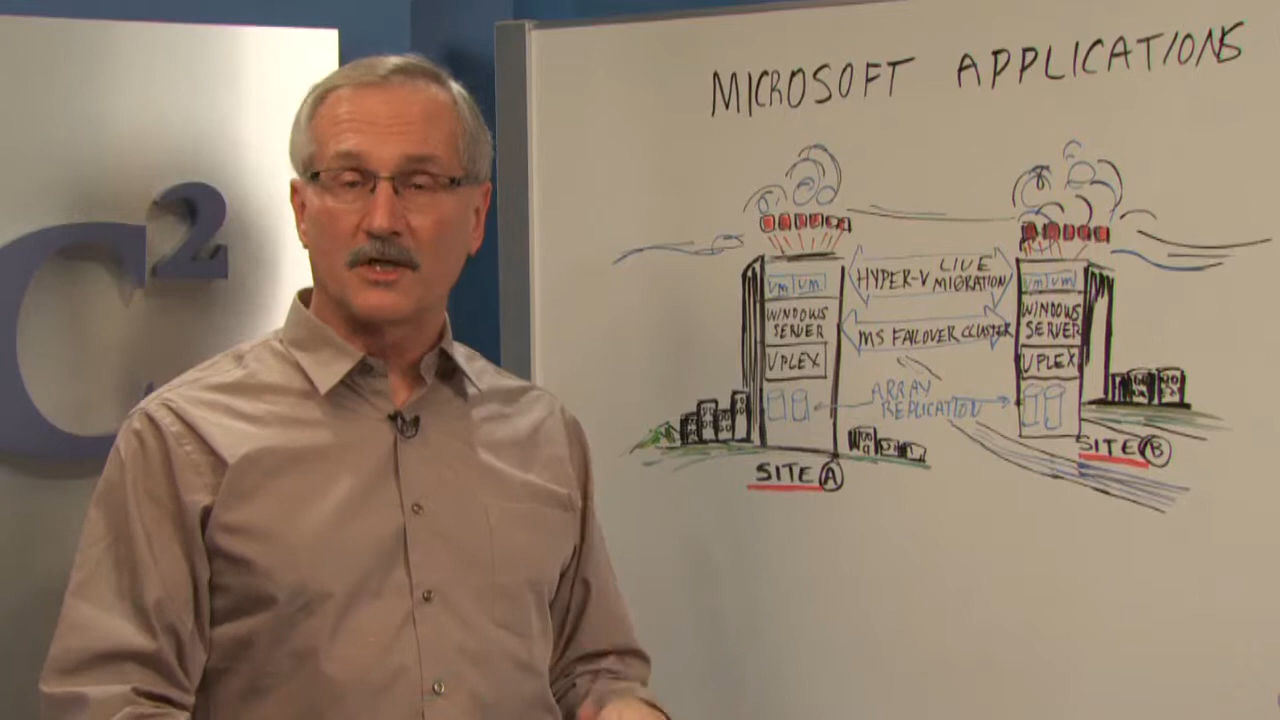 C2
MICROSOFT APPLICATIONS
VM VM
WINDOWS
SERVER
VPLEX
SITE A
HYPER-V LIVE
MIGRATION
MS FAILOVER CLUSTER
ARRAY
REPLICATION
VM VM
WINDOWS
SERVER
VPLEX
SITE B